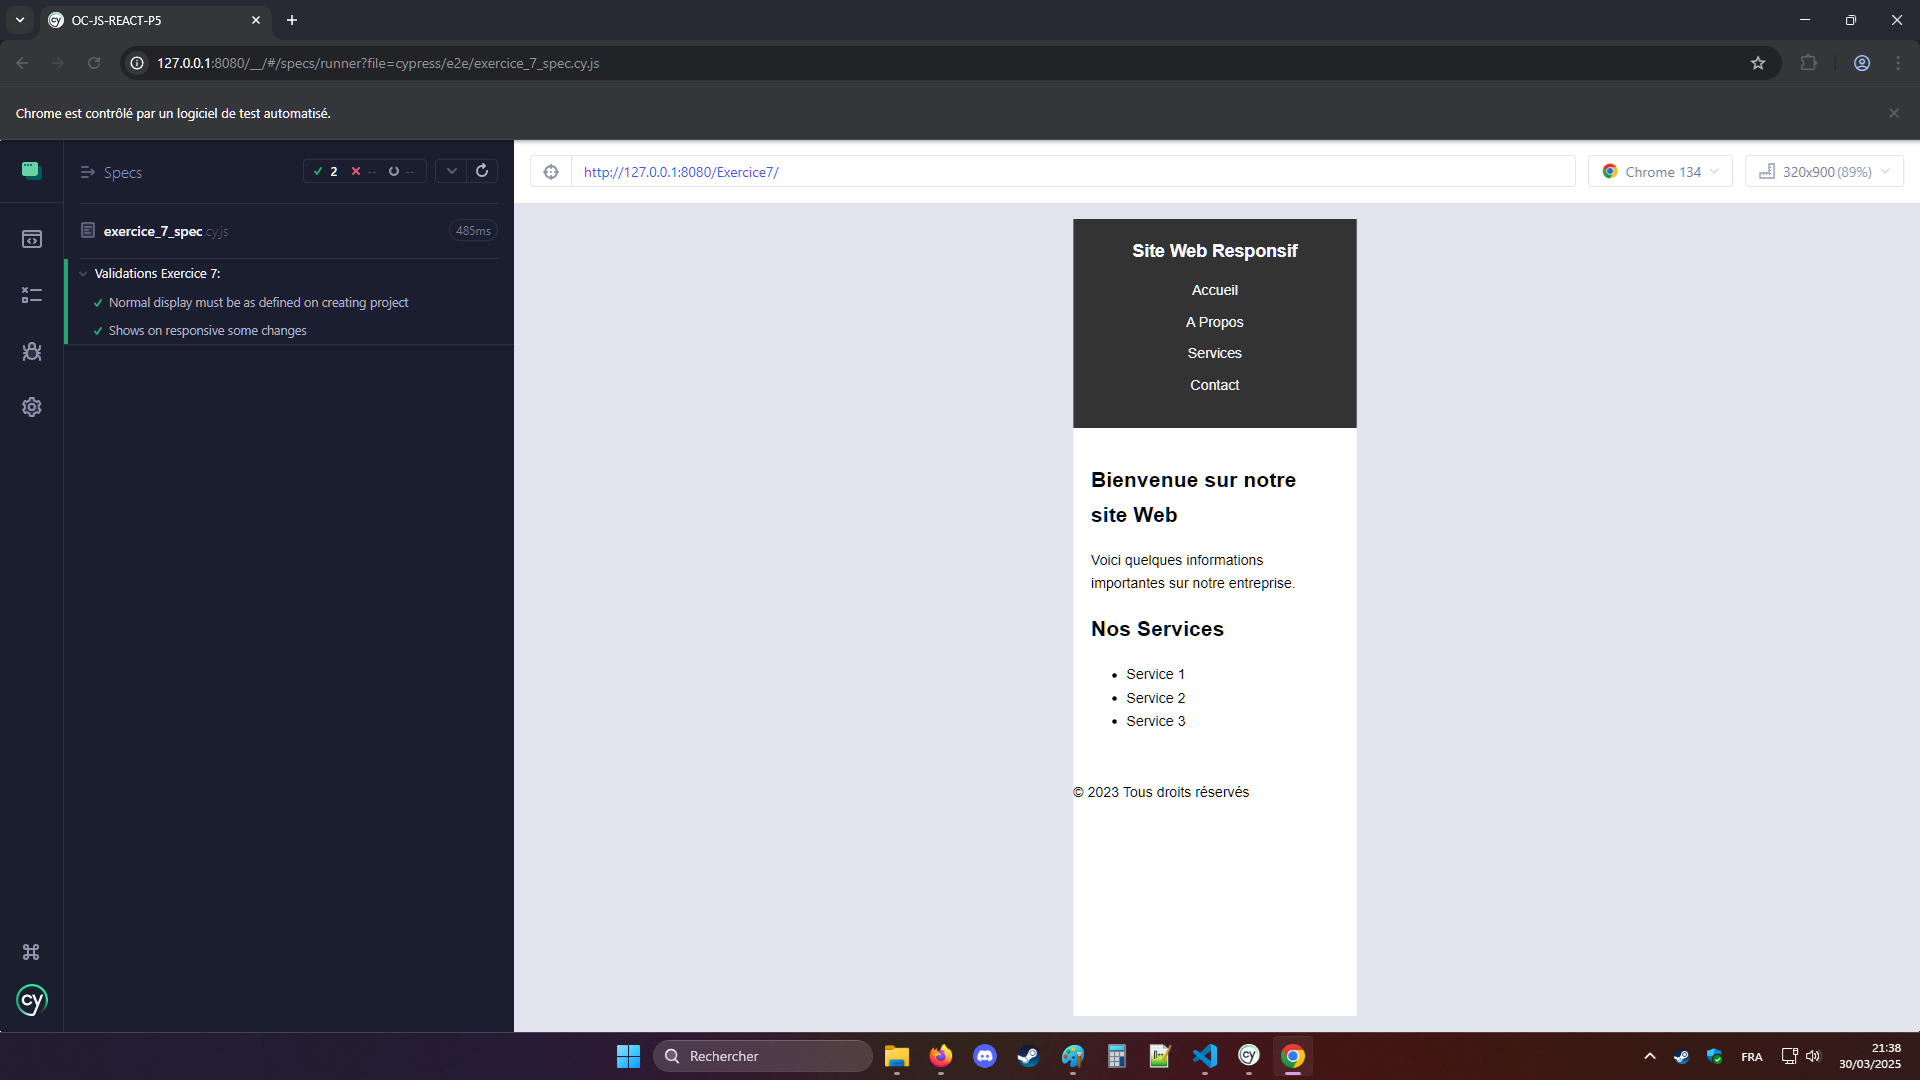 OC-JS-REACT-P5
127.0.0.1:8080/__/#/specs/runner?file=cypress/e2e/exercice_7_spec.cy.js
Chrome est contrôlé par un logiciel de test automatisé.
Specs
2
--
--
http://127.0.0.1:8080/Exercice7/
Chrome 134
320x900 (89%)
exercice_7_spec.cy.js
485ms
Validations Exercice 7:
Normal display must be as defined on creating project
Shows on responsive some changes
Site Web Responsif
Accueil
A Propos
Services
Contact
Bienvenue sur notre
site Web
Voici quelques informations
importantes sur notre entreprise.
Nos Services
Service 1
Service 2
Service 3
© 2023 Tous droits réservés
cy
Rechercher
FRA
21:38
30/03/2025